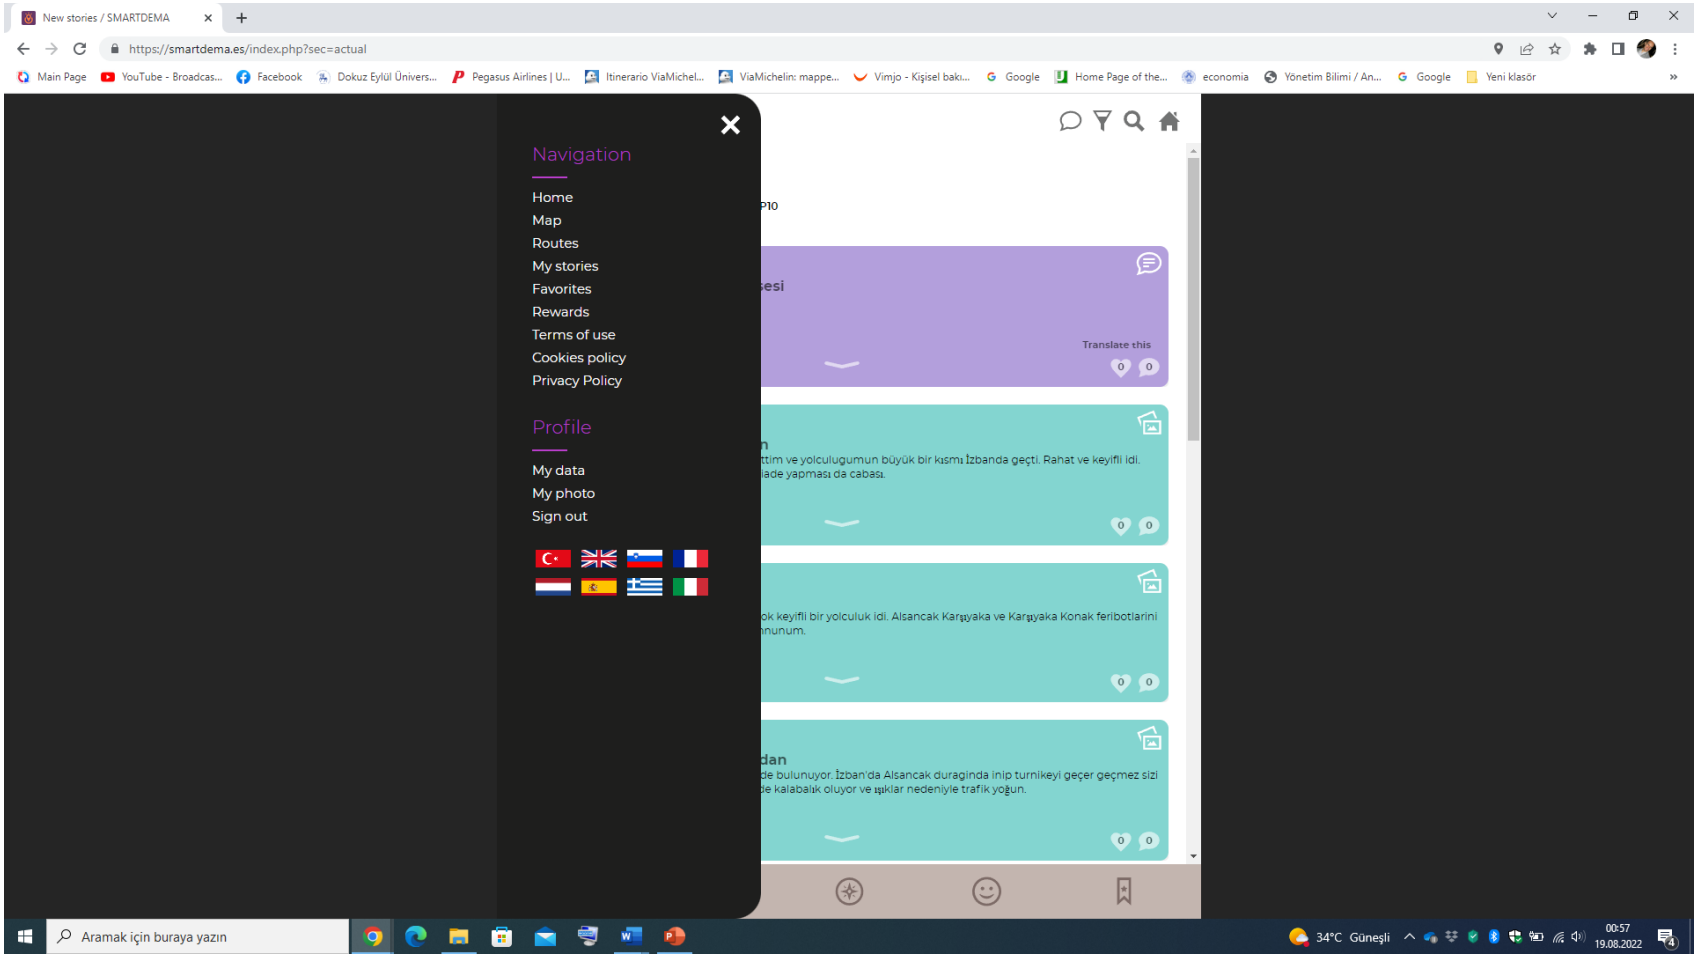 New stories / SMARTDEMA
https://smartdema.es/index.php?sec=actual
Main Page YouTube - Broadcas... Facebook Dokuz Eylül Ünivers... Pegasus Airlines | U... Itinerario ViaMichel... ViaMichelin: mappe... Vimjo - Kişisel bakı... Google Home Page of the... economia Yönetim Bilimi / An... Google Yeni klasör
Navigation
Home
Map
Routes
My stories
Favorites
Rewards
Terms of use
Cookies policy
Privacy Policy
Profile
My data
My photo
Sign out
P10
sesi
Translate this
0 0
n
ttim ve yolculugumun büyük bir kısmı İzbanda geçti. Rahat ve keyifli idi.
iade yapması da cabası.
0 0
ok keyifli bir yolculuk idi. Alsancak Karşıyaka ve Karşıyaka Konak feribotlarini
nnunum.
0 0
dan
de bulunuyor. İzban'da Alsancak duraginda inip turnikeyi geçer geçmez sizi
de kalabalık oluyor ve ışıklar nedeniyle trafik yoğun.
0 0
Aramak için buraya yazın
34°C Güneşli
00:57
19.08.2022
4